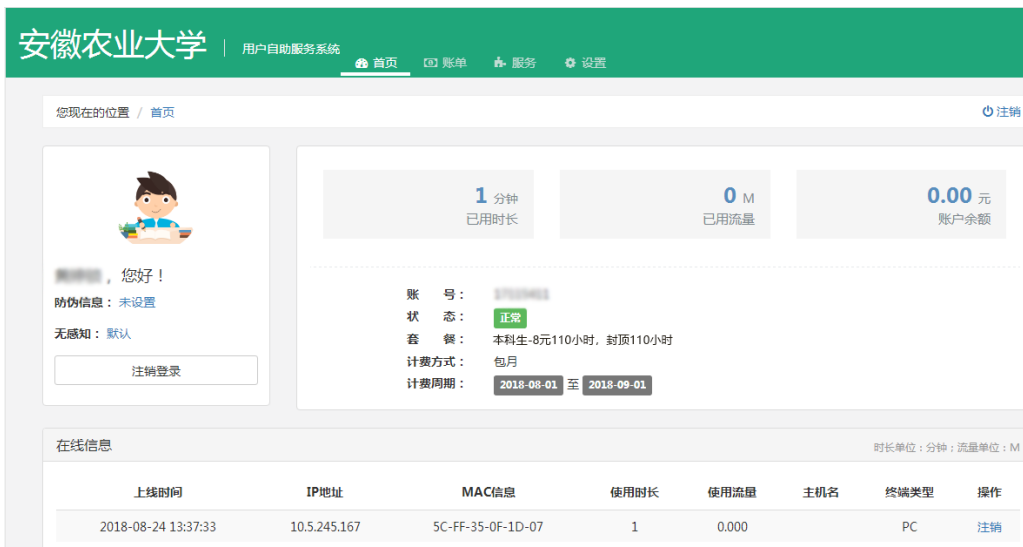 安徽农业大学 用户自助服务系统
首页 账单 服务 设置
您现在的位置 / 首页 注销
1 分钟 0 M 0.00 元
已用时长 已用流量 账户余额
，您好！
防伪信息： 未设置
无感知： 默认
注销登录
账 号：
状 态： 正常
套 餐： 本科生-8元110小时，封顶110小时
计费方式： 包月
计费周期： 2018-08-01 至 2018-09-01
在线信息 时长单位：分钟；流量单位：M
上线时间 IP地址 MAC信息 使用时长 使用流量 主机名 终端类型 操作
2018-08-24 13:37:33 10.5.245.167 5C-FF-35-0F-1D-07 1 0.000 PC 注销